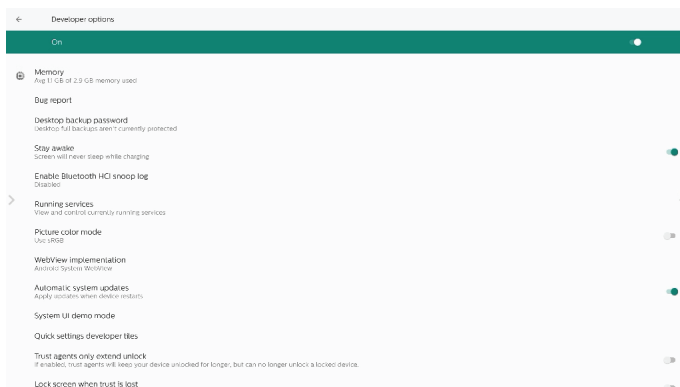 Developer options
On
Memory
Avg 1.1 GB of 2.9 GB memory used
Bug report
Desktop backup password
Desktop full backups aren't currently protected
Stay awake
Screen will never sleep while charging
Enable Bluetooth HCI snoop log
Disabled
Running services
View and control currently running services
Picture color mode
Use sRGB
WebView implementation
Android System WebView
Automatic system updates
Apply updates when device restarts
System UI demo mode
Quick settings developer tiles
Trust agents only extend unlock
If enabled, trust agents will keep your device unlocked for longer, but can no longer unlock a locked device.
Lock screen when trust is lost